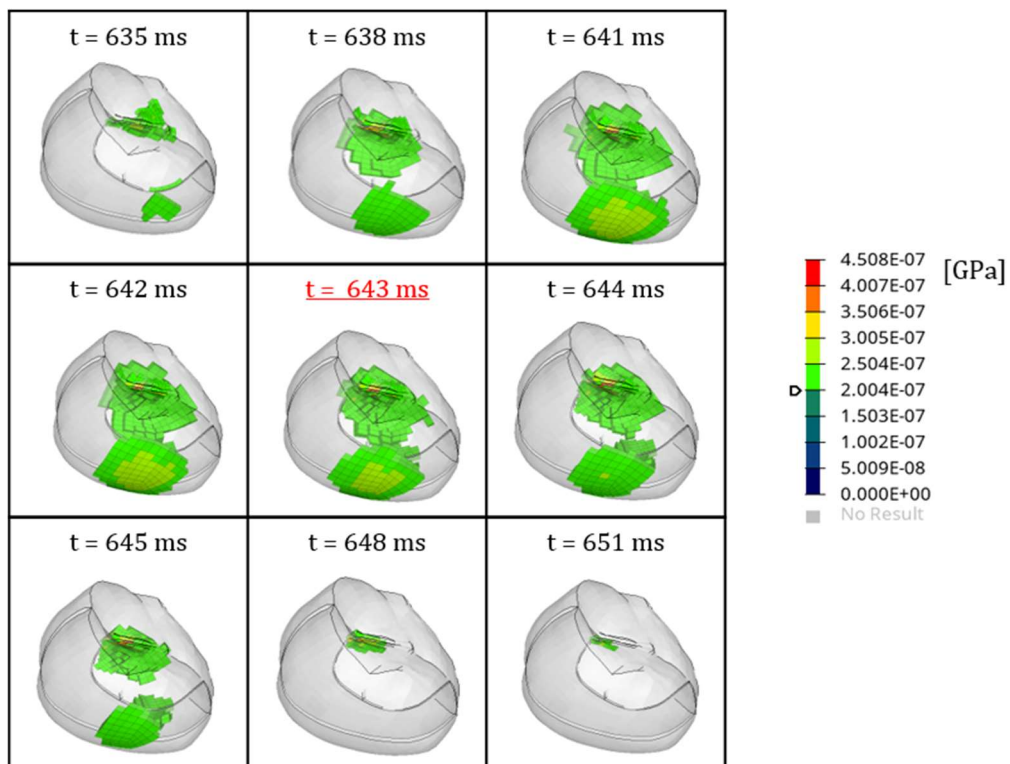 t = 635 ms
t = 638 ms
t = 641 ms
t = 642 ms
t =  643 ms
t = 644 ms
t = 645 ms
t = 648 ms
t = 651 ms
4.508E-07
[GPa]
4.007E-07
3.506E-07
3.005E-07
2.504E-07
2.004E-07
1.503E-07
1.002E-07
5.009E-08
0.000E+00
No Result